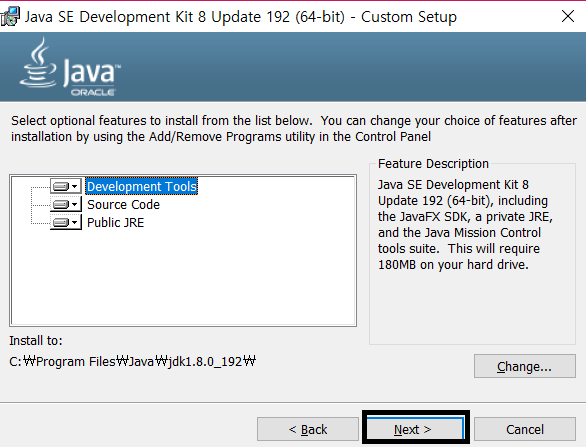 Java SE Development Kit 8 Update 192 (64-bit) - Custom Setup
Java™
ORACLE
Select optional features to install from the list below.  You can change your choice of features after
installation by using the Add/Remove Programs utility in the Control Panel
Development Tools
Source Code
Public JRE
Feature Description
Java SE Development Kit 8
Update 192 (64-bit), including
the JavaFX SDK, a private JRE,
and the Java Mission Control
tools suite.  This will require
180MB on your hard drive.
Install to:
C:₩Program Files₩Java₩jdk1.8.0_192₩
Change...
< Back
Next >
Cancel